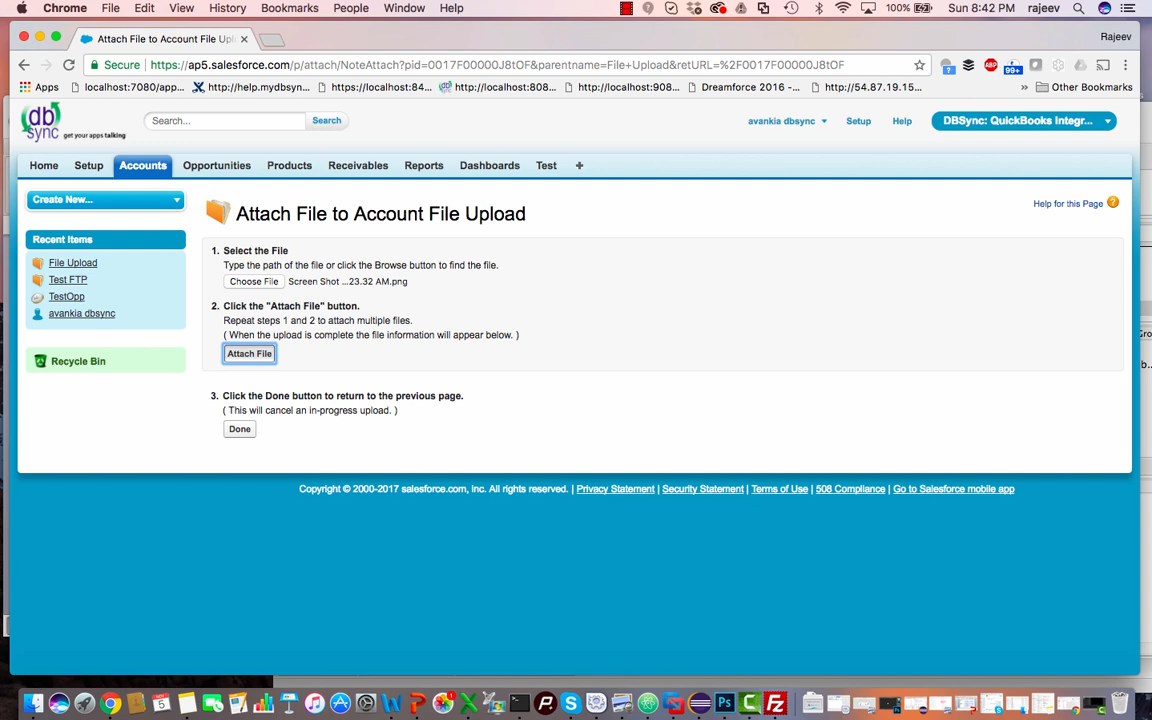 Chrome File Edit View History Bookmarks People Window Help 100% Sun 8:42 PM rajeev
Attach File to Account File Upl
Rajeev
Secure https://ap5.salesforce.com/p/attach/NoteAttach?pid=0017F00000J8tOF&parentname=File+Upload&retURL=%2F0017F00000J8tOF
ABP
99+
Apps localhost:7080/app... http://help.mydbsyn... https://localhost:84... http://localhost:808... http://localhost:908... Dreamforce 2016 -... http://54.87.19.15... » Other Bookmarks
db sync get your apps talking
Search... Search
avankia dbsync Setup Help DBSync: QuickBooks Integr...
Home Setup Accounts Opportunities Products Receivables Reports Dashboards Test +
Create New...
Recent Items
File Upload
Test FTP
TestOpp
avankia dbsync
Recycle Bin
Attach File to Account File Upload
Help for this Page ?
1. Select the File
Type the path of the file or click the Browse button to find the file.
Choose File Screen Shot ...23.32 AM.png
2. Click the "Attach File" button.
Repeat steps 1 and 2 to attach multiple files.
( When the upload is complete the file information will appear below. )
Attach File
3. Click the Done button to return to the previous page.
( This will cancel an in-progress upload. )
Done
Copyright © 2000-2017 salesforce.com, inc. All rights reserved. | Privacy Statement | Security Statement | Terms of Use | 508 Compliance | Go to Salesforce mobile app